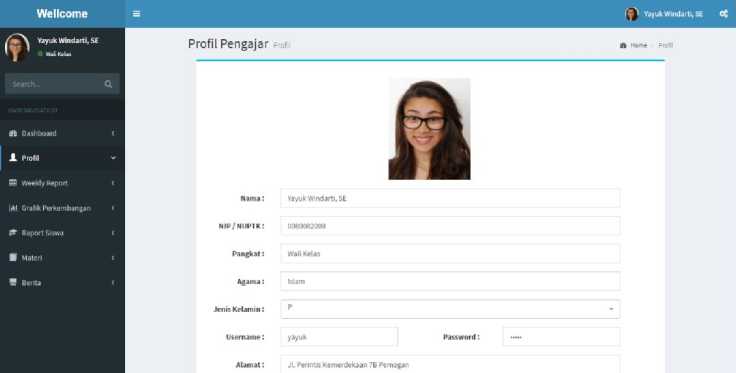 Wellcome
Yayuk Windarti, SE
Yayuk Windarti, SE
Wali Kelas
Profil Pengajar Profil
Home > Profil
Search...
MAIN NAVIGATION
Dashboard
Profil
Weekly Report
Grafik Perkembangan
Raport Siswa
Materi
Berita
Nama :
Yayuk Windarti, SE
NIP / NUPTK :
Pangkat :
Wali Kelas
Agama :
Islam
Jenis Kelamin :
P
Username :
yayuk
Password :
•••••
Alamat :
JL Perintis Kemerdekaan 7B Pemogan